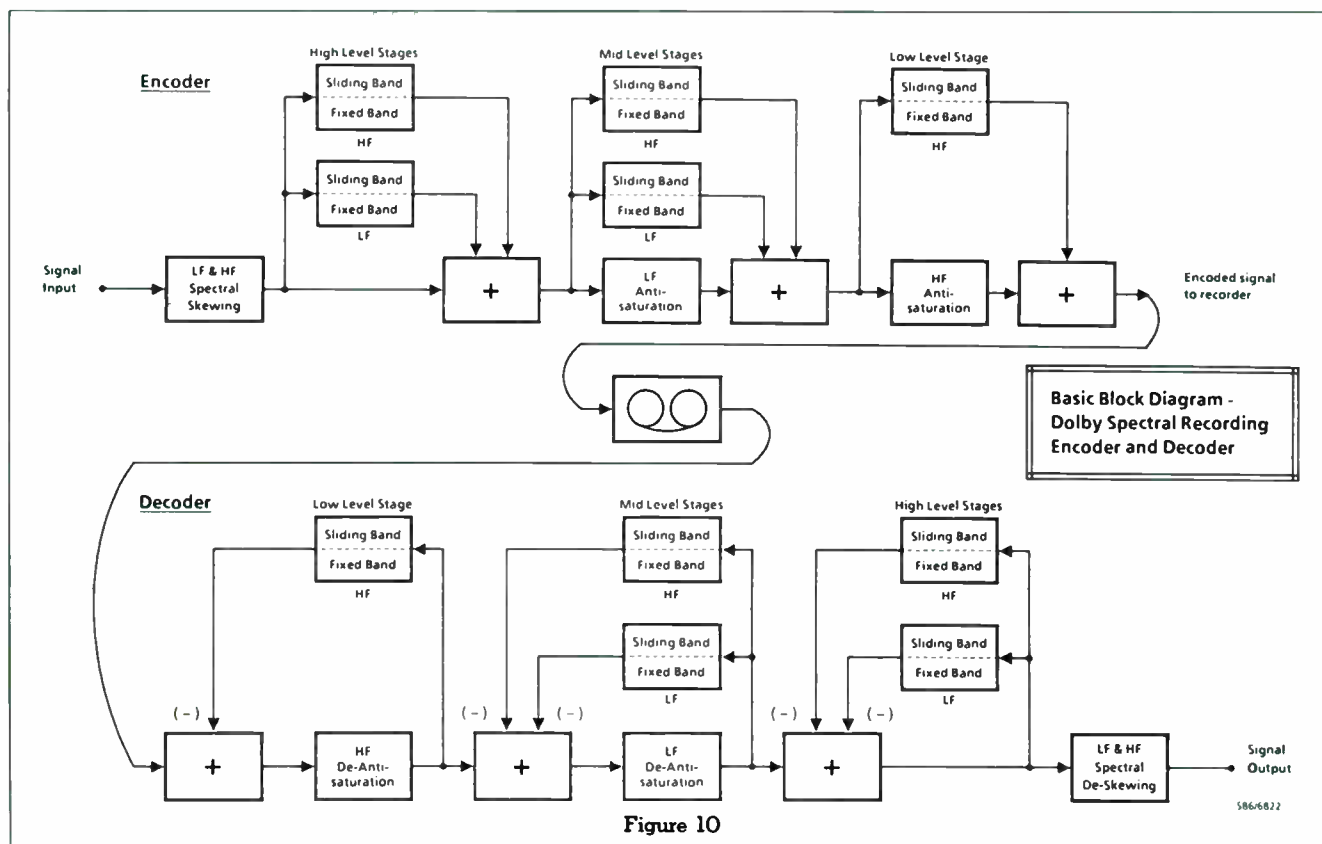 High Level Stages
Mid Level Stages
Low Level Stage
Encoder
Sliding Band
Fixed Band
HF
Sliding Band
Fixed Band
HF
Sliding Band
Fixed Band
HF
Sliding Band
Fixed Band
LF
Sliding Band
Fixed Band
LF
Signal
Input
LF & HF
Spectral
Skewing
+
LF
Anti-
saturation
+
HF
Anti-
saturation
+
Encoded signal
to recorder
Basic Block Diagram -
Dolby Spectral Recording
Encoder and Decoder
Decoder
Low Level Stage
Mid Level Stages
High Level Stages
Sliding Band
Fixed Band
HF
Sliding Band
Fixed Band
HF
Sliding Band
Fixed Band
HF
Sliding Band
Fixed Band
LF
Sliding Band
Fixed Band
LF
(-)
(-)
(-)
(-)
(-)
+
HF
De-Anti-
saturation
+
LF
De-Anti-
saturation
+
LF & HF
Spectral
De-Skewing
Signal
Output
S86/6822
Figure 10